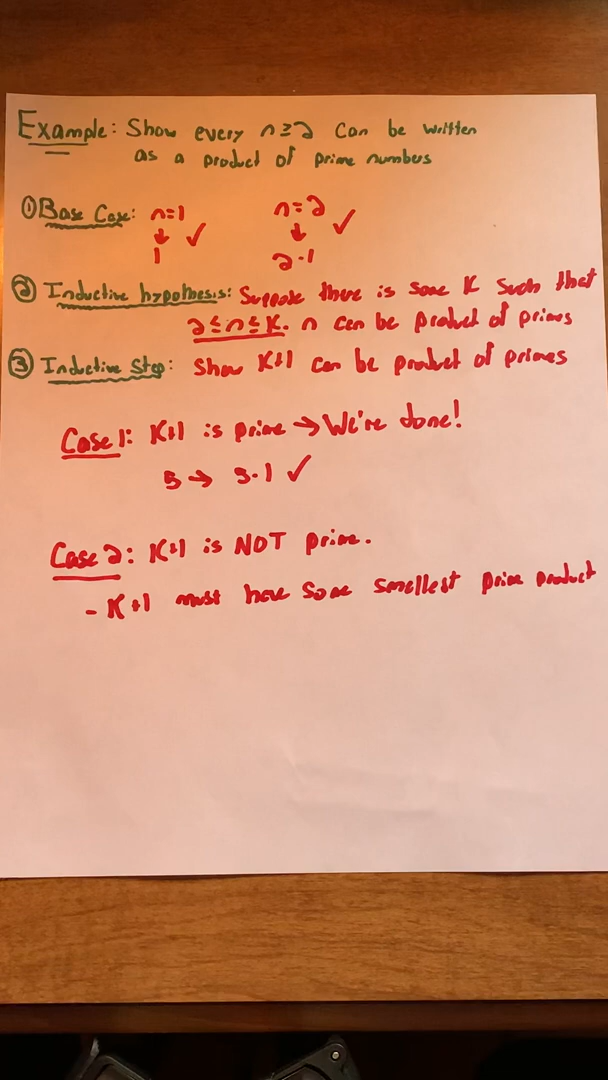 Example: Show every n≥2 can be written
as a product of prime numbers
①Base Case: n=1 n=2
↓ ✓ ↓ ✓
1 2·1
② Inductive hypothesis: Suppose there is some K such that
2≤n≤K. n can be product of primes
③ Inductive Step: Show K+1 can be product of primes
Case 1: K+1 is prime → We're done!
5 → 5·1 ✓
Case 2: K+1 is NOT prime.
- K+1 must have some smallest prime product